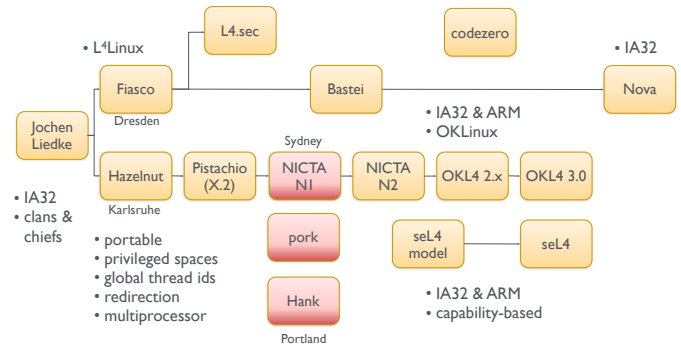 L4.sec
codezero
• L⁴Linux
• IA32
Fiasco
Bastei
Nova
Dresden
• IA32 & ARM
• OKLinux
Jochen
Liedke
Sydney
Hazelnut
Pistachio
(X.2)
NICTA
N1
NICTA
N2
OKL4 2.x
OKL4 3.0
Karlsruhe
• IA32
• clans &
chiefs
• portable
• privileged spaces
• global thread ids
• redirection
• multiprocessor
pork
seL4
model
seL4
Hank
Portland
• IA32 & ARM
• capability-based